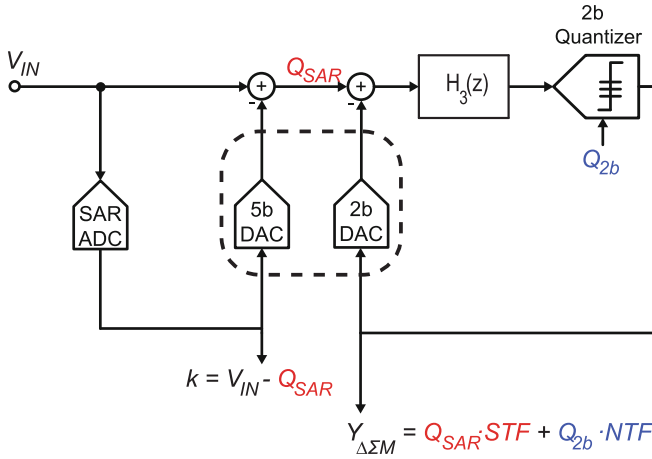 2b
Quantizer
V_IN
Q_SAR
+
+
-
-
H_3(z)
Q_2b
SAR
ADC
5b
DAC
2b
DAC
k = V_IN - Q_SAR
Y_ΔΣM = Q_SAR·STF + Q_2b·NTF